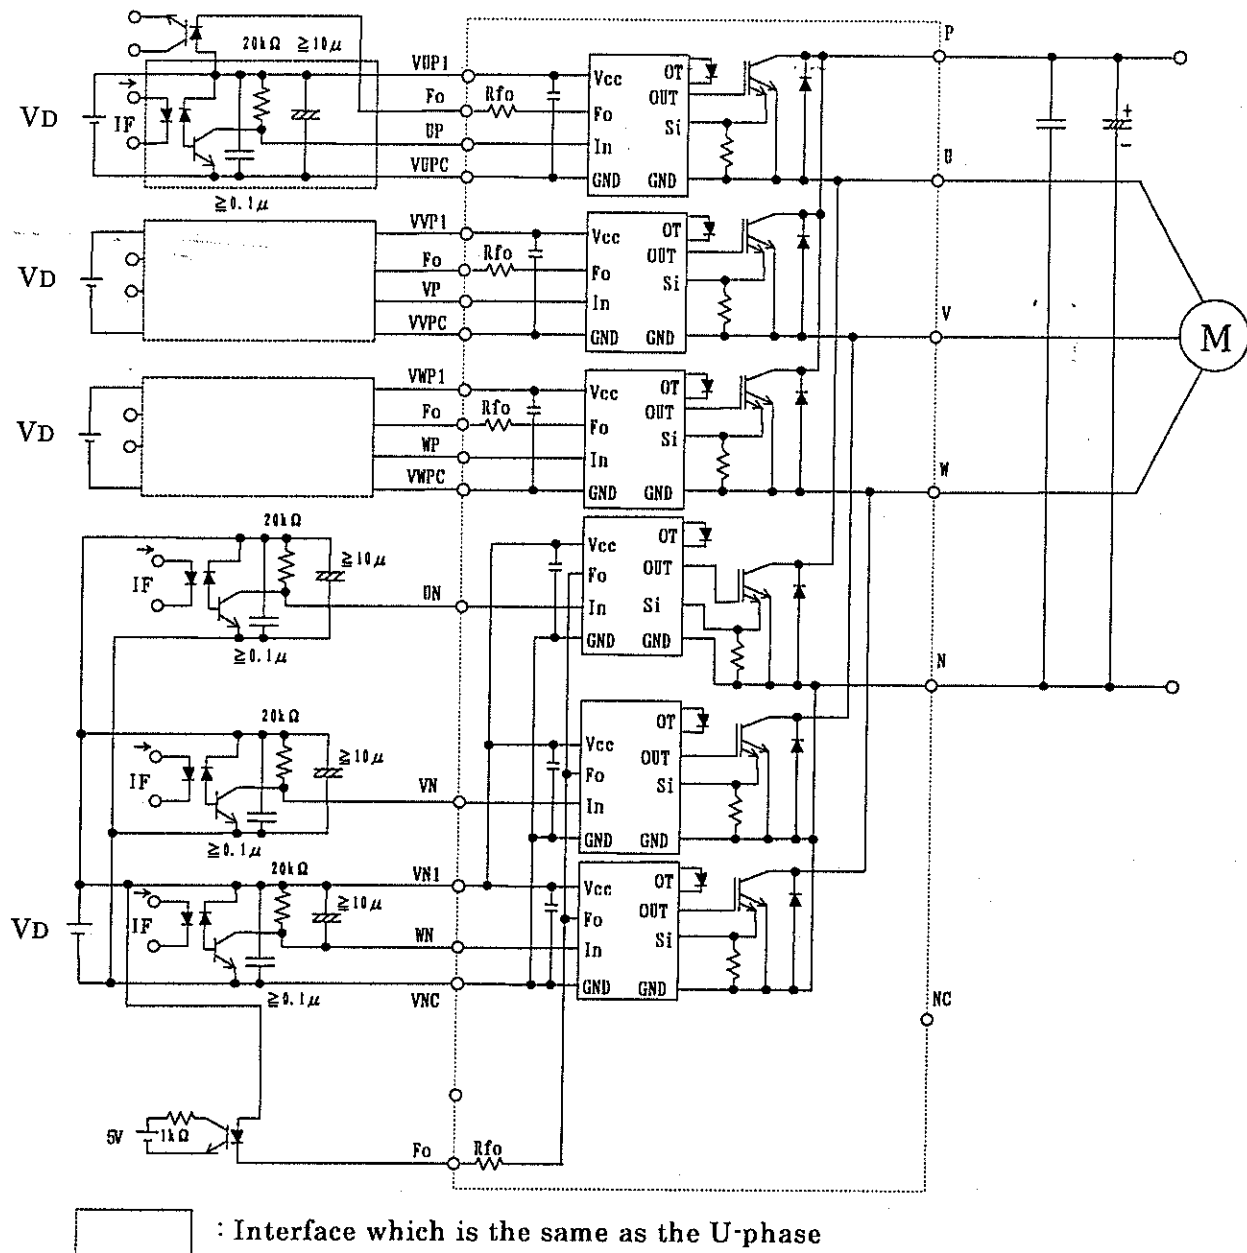 20kΩ ≧10μ
P
VUP1
Vcc
OT
Fo
Rfo
Fo
OUT
VD
IF
UP
Si
In
+
-
U
VUPC
GND
GND
≧0.1μ
VVP1
Vcc
OT
Fo
Rfo
Fo
OUT
VD
VP
Si
In
V
VVPC
GND
GND
M
VWP1
Vcc
OT
Fo
Rfo
Fo
OUT
VD
WP
Si
In
W
VWPC
GND
GND
20kΩ
Vcc
OT
≧10μ
IF
Fo
OUT
UN
In
Si
GND
GND
≧0.1μ
N
20kΩ
OT
≧10μ
Vcc
OUT
IF
VN
Fo
Si
In
GND
GND
≧0.1μ
20kΩ
VN1
Vcc
OT
≧10μ
VD
IF
Fo
OUT
WN
In
Si
GND
GND
≧0.1μ
VNC
NC
5V
1kΩ
Fo
Rfo
: Interface which is the same as the U-phase